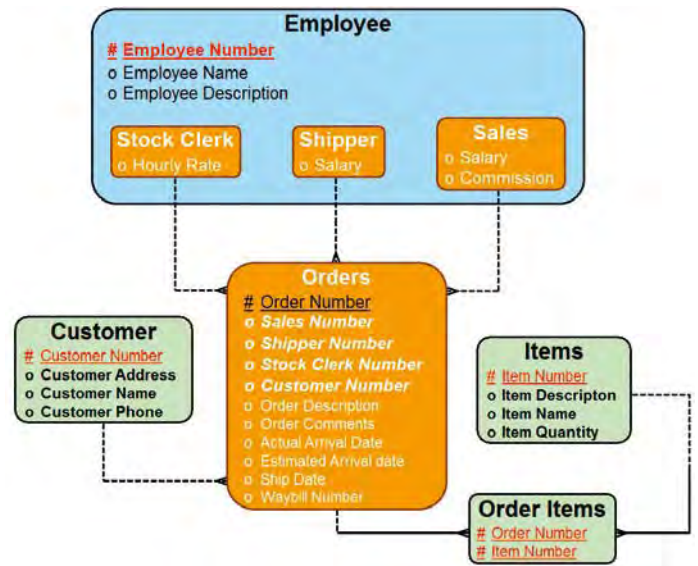 Employee
# Employee Number
o Employee Name
o Employee Description
Stock Clerk
o Hourly Rate
Shipper
o Salary
Sales
o Salary
o Commission
Orders
# Order Number
o Sales Number
o Shipper Number
o Stock Clerk Number
o Customer Number
o Order Description
o Order Comments
o Actual Arrival Date
o Estimated Arrival date
o Ship Date
o Waybill Number
Customer
# Customer Number
o Customer Address
o Customer Name
o Customer Phone
Items
# Item Number
o Item Descripton
o Item Name
o Item Quantity
Order Items
# Order Number
# Item Number